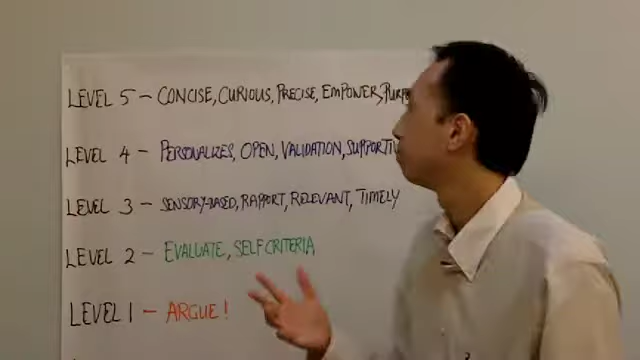 LEVEL 5 – CONCISE, CURIOUS, PRECISE, EMPOWER,
LEVEL 4 – PERSONALIZES, OPEN, VALIDATION,
LEVEL 3 – SENSORY-BASED, RAPPORT, RELEVANT, TIMELY
LEVEL 2 – EVALUATE, SELF CRITERIA
LEVEL 1 – ARGUE!